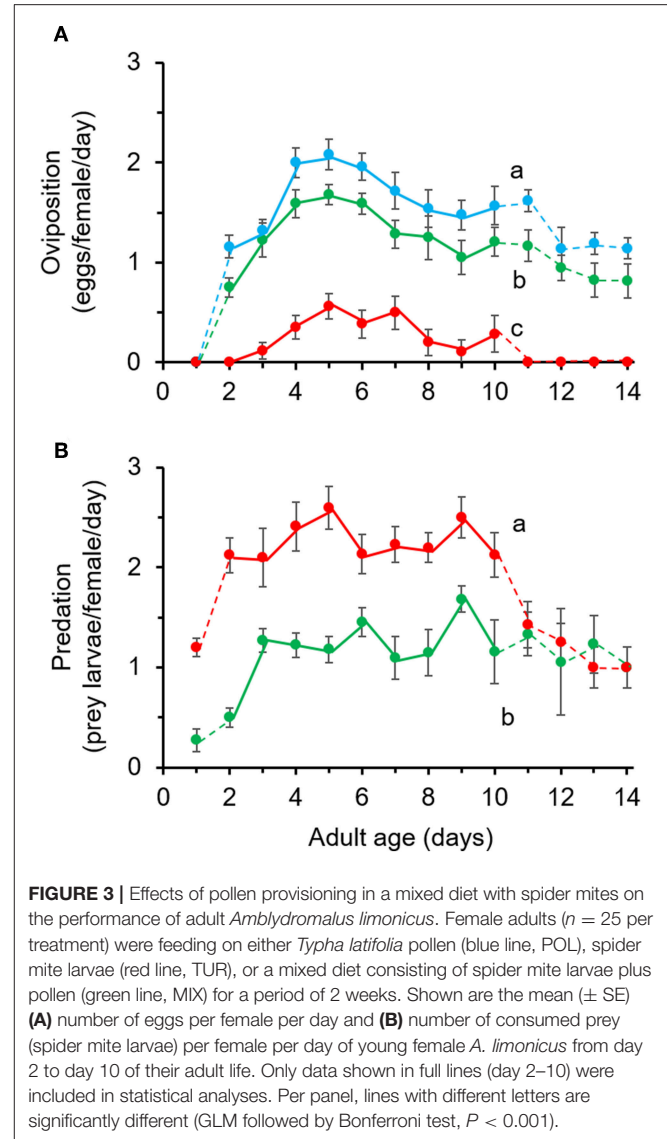 A
3
2
1
0
Oviposition
(eggs/female/day)
a
b
c
0 2 4 6 8 10 12 14
B
3
2
1
0
Predation
(prey larvae/female/day)
a
b
0 2 4 6 8 10 12 14
Adult age (days)
FIGURE 3 | Effects of pollen provisioning in a mixed diet with spider mites on
the performance of adult Amblydromalus limonicus. Female adults (n = 25 per
treatment) were feeding on either Typha latifolia pollen (blue line, POL), spider
mite larvae (red line, TUR), or a mixed diet consisting of spider mite larvae plus
pollen (green line, MIX) for a period of 2 weeks. Shown are the mean (± SE)
(A) number of eggs per female per day and (B) number of consumed prey
(spider mite larvae) per female per day of young female A. limonicus from day
2 to day 10 of their adult life. Only data shown in full lines (day 2–10) were
included in statistical analyses. Per panel, lines with different letters are
significantly different (GLM followed by Bonferroni test, P < 0.001).